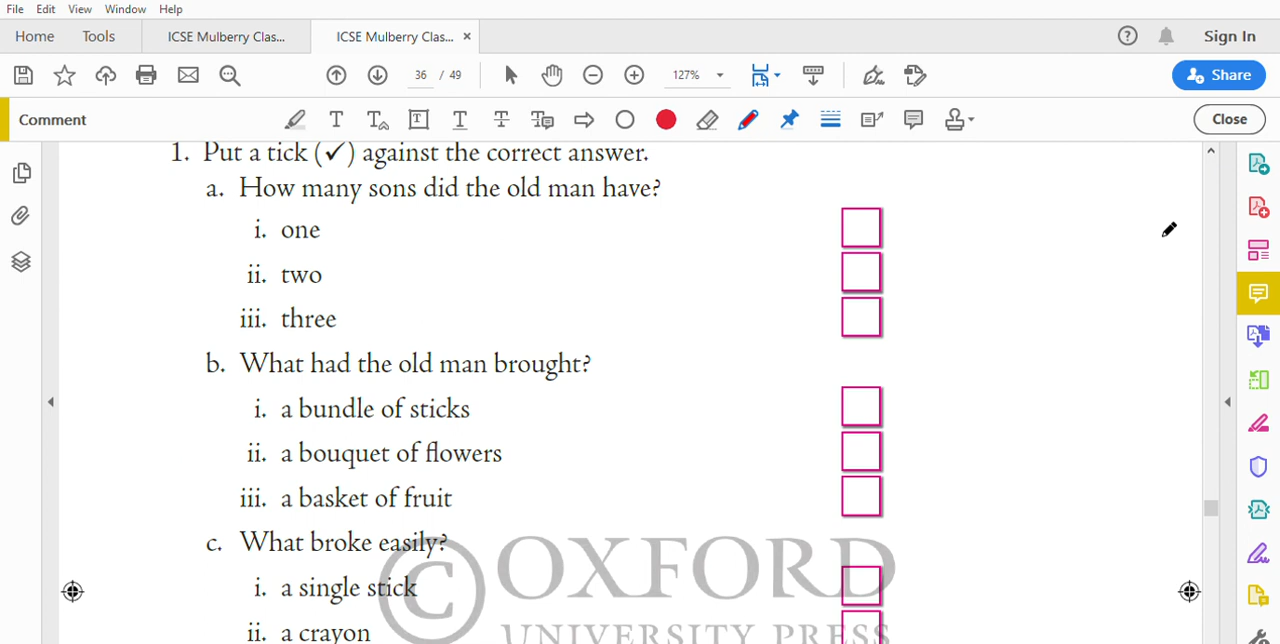 File Edit View Window Help
Home Tools ICSE Mulberry Clas... ICSE Mulberry Clas... × Sign In
36 / 49 127% Share
Comment Close
1. Put a tick (✓) against the correct answer.
a. How many sons did the old man have?
i. one
ii. two
iii. three
b. What had the old man brought?
i. a bundle of sticks
ii. a bouquet of flowers
iii. a basket of fruit
c. What broke easily?
i. a single stick
ii. a crayon
© OXFORD
UNIVERSITY PRESS